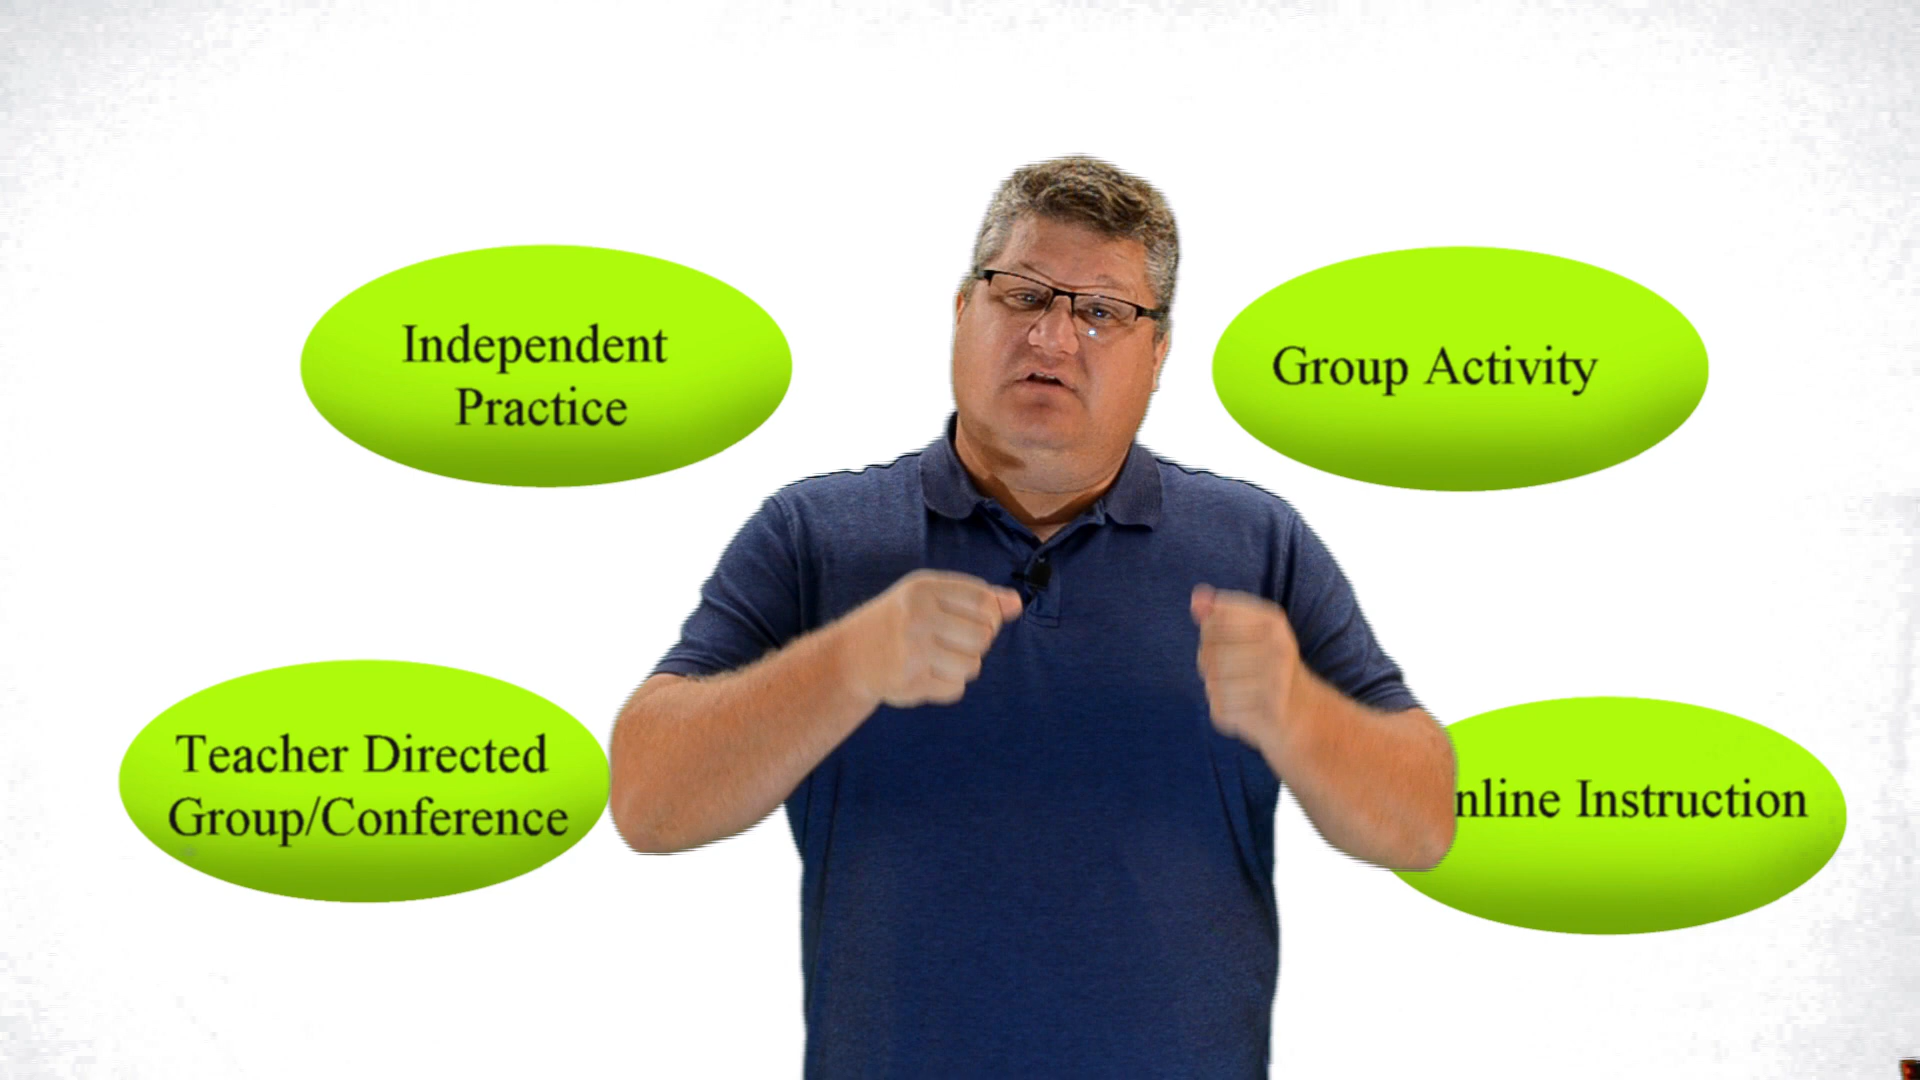 Independent
Practice
Group Activity
Teacher Directed
Group/Conference
nline Instruction